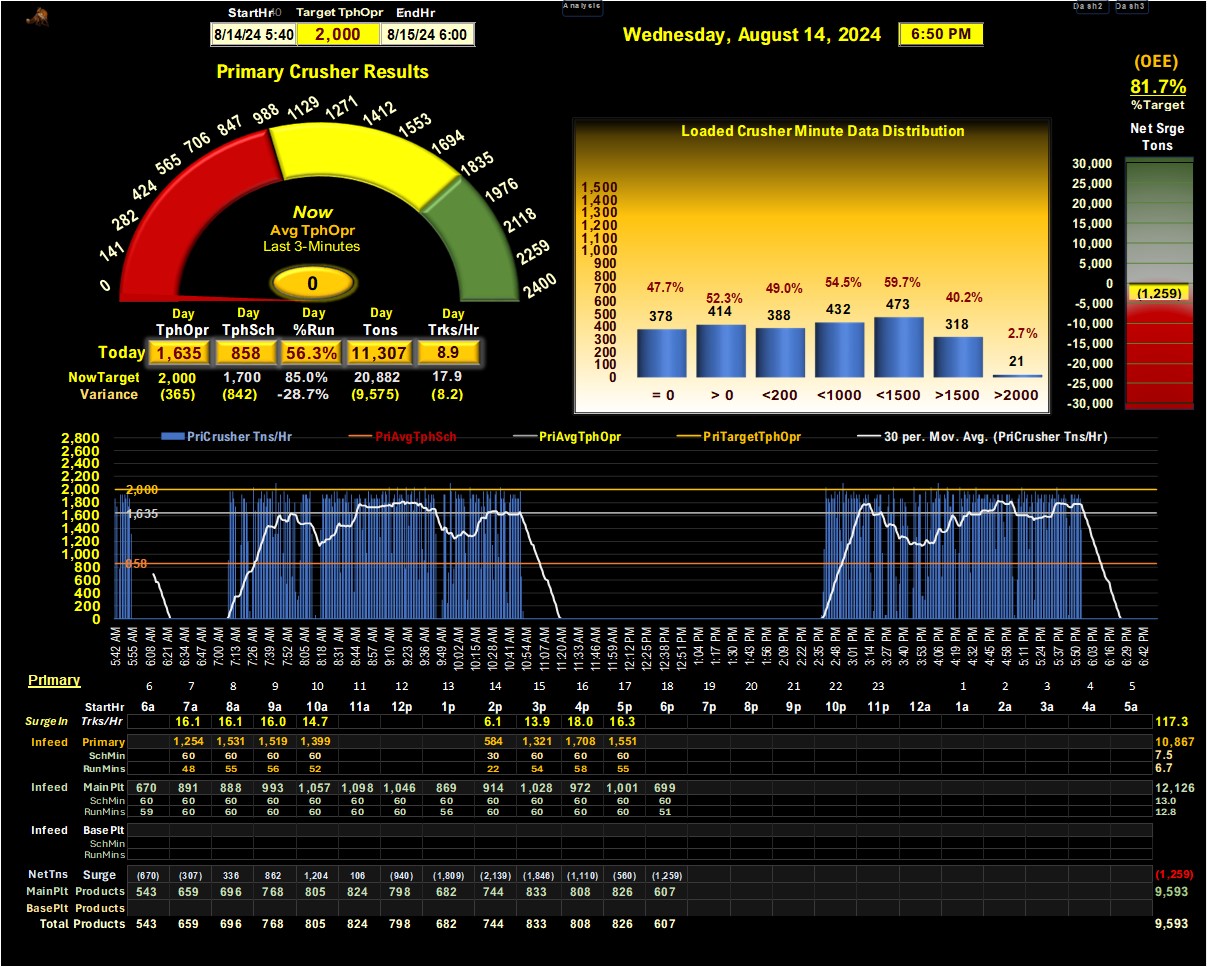 Analysis
Dash2 Dash3
StartHr Target TphOpr EndHr
8/14/24 5:40 2,000 8/15/24 6:00
Wednesday, August 14, 2024 6:50 PM
(OEE)
81.7%
%Target
Net Srge
Tons
30,000
25,000
20,000
15,000
10,000
5,000
0
(1,259)
-5,000
-10,000
-15,000
-20,000
-25,000
-30,000
Primary Crusher Results
0 141 282 424 565 706 847 988 1129 1271 1412 1553 1694 1835 1976 2118 2259 2400
Now
Avg TphOpr
Last 3-Minutes
0
Day Day Day Day Day
TphOpr TphSch %Run Tons Trks/Hr
Today 1,635 858 56.3% 11,307 8.9
NowTarget 2,000 1,700 85.0% 20,882 17.9
Variance (365) (842) -28.7% (9,575) (8.2)
Loaded Crusher Minute Data Distribution
1,500
1,400
1,300
1,200
1,100
1,000
900
800
700
600
500
400
300
200
100
0
47.7% 52.3% 49.0% 54.5% 59.7% 40.2% 2.7%
378 414 388 432 473 318 21
= 0 > 0 <200 <1000 <1500 >1500 >2000
PriCrusher Tns/Hr PriAvgTphSch PriAvgTphOpr PriTargetTphOpr 30 per. Mov. Avg. (PriCrusher Tns/Hr)
2,800
2,600
2,400
2,200
2,000
1,800
1,600
1,400
1,200
1,000
800
600
400
200
0
2,000
1,635
858
5:42 AM 5:55 AM 6:08 AM 6:21 AM 6:34 AM 6:47 AM 7:00 AM 7:13 AM 7:26 AM 7:39 AM 7:52 AM 8:05 AM 8:18 AM 8:31 AM 8:44 AM 8:57 AM 9:10 AM 9:23 AM 9:36 AM 9:49 AM 10:02 AM 10:15 AM 10:28 AM 10:41 AM 10:54 AM 11:07 AM 11:20 AM 11:33 AM 11:46 AM 11:59 AM 12:12 PM 12:25 PM 12:38 PM 12:51 PM 1:04 PM 1:17 PM 1:30 PM 1:43 PM 1:56 PM 2:09 PM 2:22 PM 2:35 PM 2:48 PM 3:01 PM 3:14 PM 3:27 PM 3:40 PM 3:53 PM 4:06 PM 4:19 PM 4:32 PM 4:45 PM 4:58 PM 5:11 PM 5:24 PM 5:37 PM 5:50 PM 6:03 PM 6:16 PM 6:29 PM 6:42 PM
Primary 6 7 8 9 10 11 12 13 14 15 16 17 18 19 20 21 22 23 1 2 3 4 5
StartHr 6a 7a 8a 9a 10a 11a 12p 1p 2p 3p 4p 5p 6p 7p 8p 9p 10p 11p 12a 1a 2a 3a 4a 5a
SurgeIn Trks/Hr 16.1 16.1 16.0 14.7 6.1 13.9 18.0 16.3 117.3
Infeed Primary 1,254 1,531 1,519 1,399 584 1,321 1,708 1,551 10,867
SchMin 60 60 60 60 30 60 60 60 7.5
RunMins 48 55 56 52 22 54 58 55 6.7
Infeed MainPlt 670 891 888 993 1,057 1,098 1,046 869 914 1,028 972 1,001 699 12,126
SchMin 60 60 60 60 60 60 60 60 60 60 60 60 60 13.0
RunMins 59 60 60 60 60 60 60 56 60 60 60 60 51 12.8
Infeed Base Plt
SchMin
RunMins
NetTns Surge (670) (307) 336 862 1,204 106 (940) (1,809) (2,139) (1,846) (1,110) (560) (1,259) (1,259)
MainPlt Products 543 659 696 768 805 824 798 682 744 833 808 826 607 9,593
BasePlt Products
Total Products 543 659 696 768 805 824 798 682 744 833 808 826 607 9,593